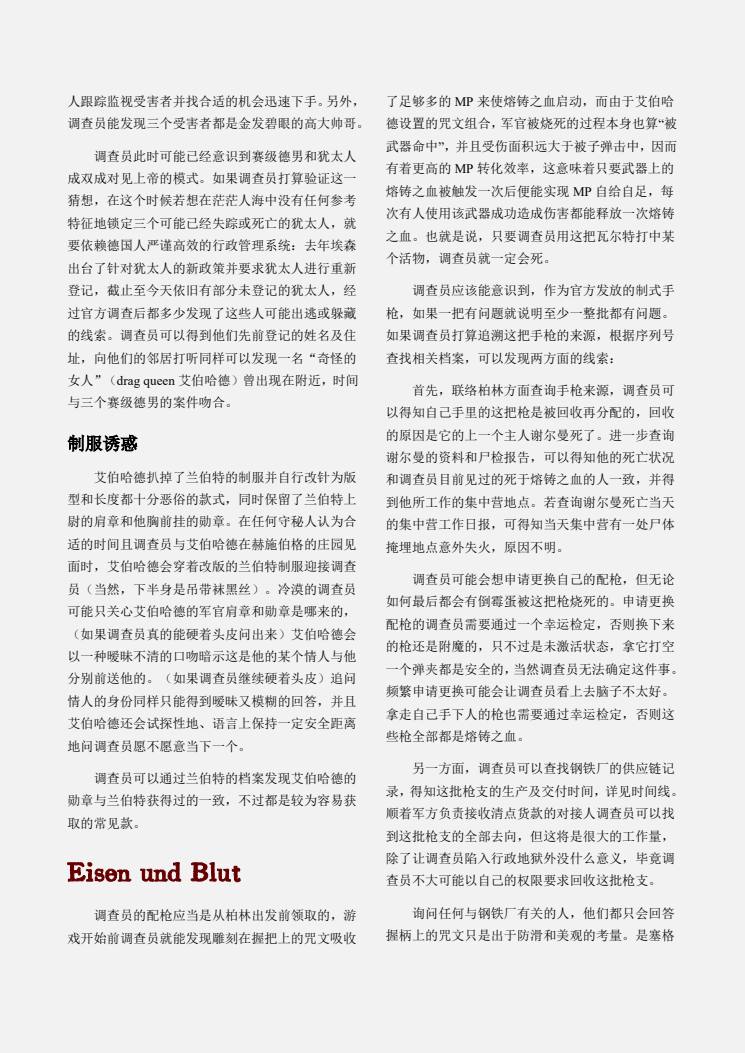 人跟踪监视受害者并找合适的机会迅速下手。另外，
调查员能发现三个受害者都是金发碧眼的高大帅哥。
调查员此时可能已经意识到赛级德男和犹太人
成双成对见上帝的模式。如果调查员打算验证这一
猜想，在这个时候若想在茫茫人海中没有任何参考
特征地锁定三个可能已经失踪或死亡的犹太人，就
要依赖德国人严谨高效的行政管理系统：去年埃森
出台了针对犹太人的新政策并要求犹太人进行重新
登记，截止至今天依旧有部分未登记的犹太人，经
过官方调查后都多少发现了这些人可能出逃或躲藏
的线索。调查员可以得到他们先前登记的姓名及住
址，向他们的邻居打听同样可以发现一名“奇怪的
女人”（drag queen 艾伯哈德）曾出现在附近，时间
与三个赛级德男的案件吻合。
制服诱惑
艾伯哈德扒掉了兰伯特的制服并自行改针为版
型和长度都十分恶俗的款式，同时保留了兰伯特上
尉的肩章和他胸前挂的勋章。在任何守秘人认为合
适的时间且调查员与艾伯哈德在赫施伯格的庄园见
面时，艾伯哈德会穿着改版的兰伯特制服迎接调查
员（当然，下半身是吊带袜黑丝）。冷漠的调查员
可能只关心艾伯哈德的军官肩章和勋章是哪来的，
（如果调查员真的能硬着头皮问出来）艾伯哈德会
以一种暧昧不清的口吻暗示这是他的某个情人与他
分别前送他的。（如果调查员继续硬着头皮）追问
情人的身份同样只能得到暧昧又模糊的回答，并且
艾伯哈德还会试探性地、语言上保持一定安全距离
地问调查员愿不愿意当下一个。
调查员可以通过兰伯特的档案发现艾伯哈德的
勋章与兰伯特获得过的一致，不过都是较为容易获
取的常见款。
Eisen und Blut
调查员的配枪应当是从柏林出发前领取的，游
戏开始前调查员就能发现雕刻在握把上的咒文吸收
了足够多的 MP 来使熔铸之血启动，而由于艾伯哈
德设置的咒文组合，军官被烧死的过程本身也算“被
武器命中”，并且受伤面积远大于被子弹击中，因而
有着更高的 MP 转化效率，这意味着只要武器上的
熔铸之血被触发一次后便能实现 MP 自给自足，每
次有人使用该武器成功造成伤害都能释放一次熔铸
之血。也就是说，只要调查员用这把瓦尔特打中某
个活物，调查员就一定会死。
调查员应该能意识到，作为官方发放的制式手
枪，如果一把有问题就说明至少一整批都有问题。
如果调查员打算追溯这把手枪的来源，根据序列号
查找相关档案，可以发现两方面的线索：
首先，联络柏林方面查询手枪来源，调查员可
以得知自己手里的这把枪是被回收再分配的，回收
的原因是它的上一个主人谢尔曼死了。进一步查询
谢尔曼的资料和尸检报告，可以得知他的死亡状况
和调查员目前见过的死于熔铸之血的人一致，并得
到他所工作的集中营地点。若查询谢尔曼死亡当天
的集中营工作日报，可得知当天集中营有一处尸体
掩埋地点意外失火，原因不明。
调查员可能会想申请更换自己的配枪，但无论
如何最后都会有倒霉蛋被这把枪烧死的。申请更换
配枪的调查员需要通过一个幸运检定，否则换下来
的枪还是附魔的，只不过是未激活状态，拿它打空
一个弹夹都是安全的，当然调查员无法确定这件事。
频繁申请更换可能会让调查员看上去脑子不太好。
拿走自己手下人的枪也需要通过幸运检定，否则这
些枪全部都是熔铸之血。
另一方面，调查员可以查找钢铁厂的供应链记
录，得知这批枪支的生产及交付时间，详见时间线。
顺着军方负责接收清点货款的对接人调查员可以找
到这批枪支的全部去向，但这将是很大的工作量，
除了让调查员陷入行政地狱外没什么意义，毕竟调
查员不大可能以自己的权限要求回收这批枪支。
询问任何与钢铁厂有关的人，他们都只会回答
握柄上的咒文只是出于防滑和美观的考量。是塞格